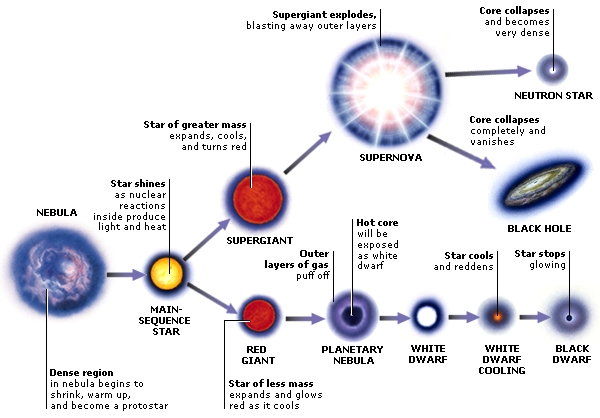 Supergiant explodes,
blasting away outer layers
Core collapses
and becomes
very dense
NEUTRON STAR
Star of greater mass
expands, cools,
and turns red
SUPERNOVA
Core collapses
completely and
vanishes
BLACK HOLE
Star shines
as nuclear
reactions
inside produce
light and heat
NEBULA
SUPERGIANT
Hot core
will be
exposed
as white
dwarf
Outer
layers of gas
puff off
Star cools
and reddens
Star stops
glowing
MAIN-
SEQUENCE
STAR
RED
GIANT
PLANETARY
NEBULA
WHITE
DWARF
WHITE
DWARF
COOLING
BLACK
DWARF
Dense region
in nebula begins to
shrink, warm up,
and become a protostar
Star of less mass
expands and glows
red as it cools